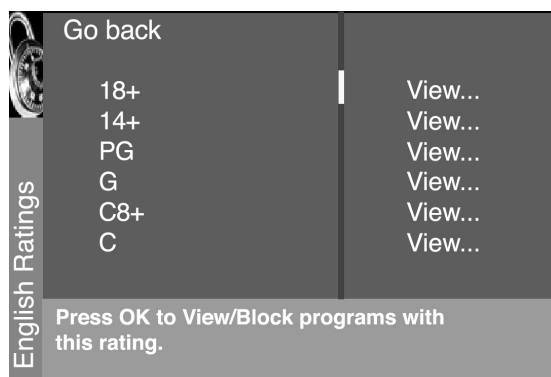 Go back
18+ View...
14+ View...
PG View...
G View...
C8+ View...
C View...
English Ratings
Press OK to View/Block programs with
this rating.